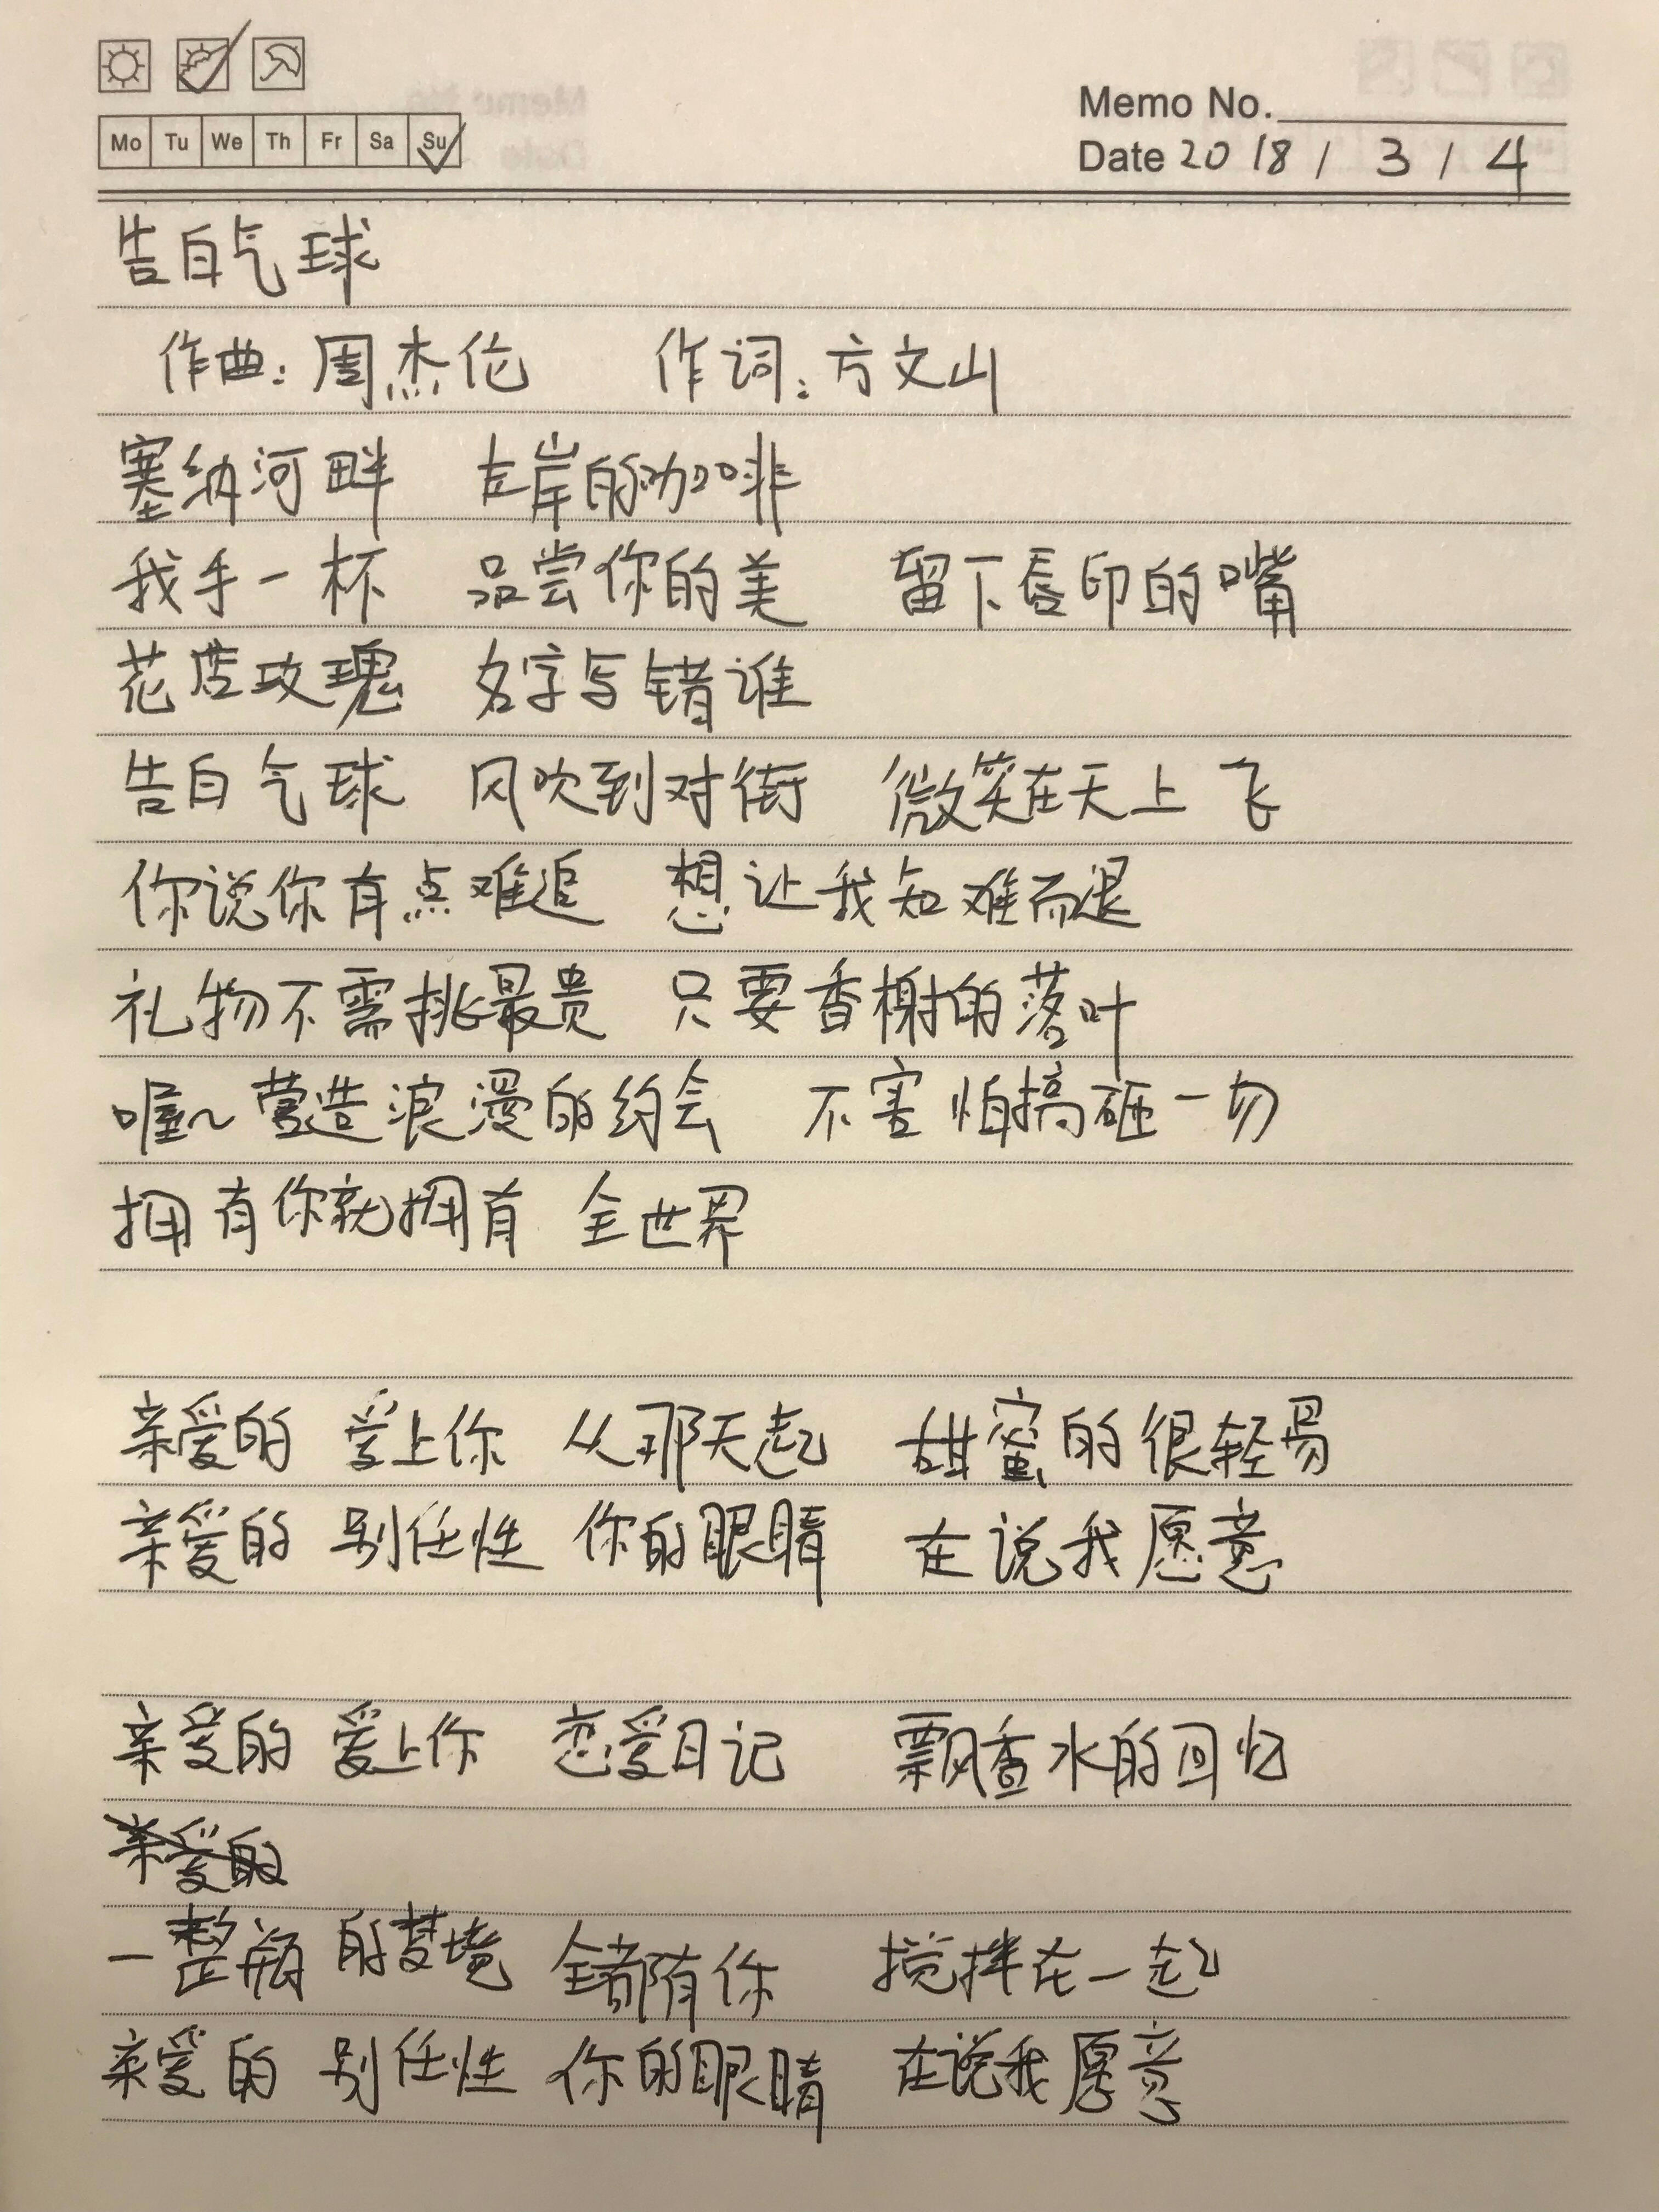 Mo Tu We Th Fr Sa Su
Memo No.
Date 2018 / 3 / 4
告白气球
作曲：周杰伦 作词：方文山
塞纳河畔 左岸的咖啡
我手一杯 品尝你的美 留下唇印的嘴
花店玫瑰 名字写错谁
告白气球 风吹到对街 微笑在天上飞
你说你有点难追 想让我知难而退
礼物不需挑最贵 只要香榭的落叶
喔~营造浪漫的约会 不害怕搞砸一切
拥有你就拥有 全世界
亲爱的 爱上你 从那天起 甜蜜的很轻易
亲爱的 别任性 你的眼睛 在说我愿意
亲爱的 爱上你 恋爱日记 飘香水的回忆
亲爱的
一整瓶 的梦境 全都有你 搅拌在一起
亲爱的 别任性 你的眼睛 在说我愿意